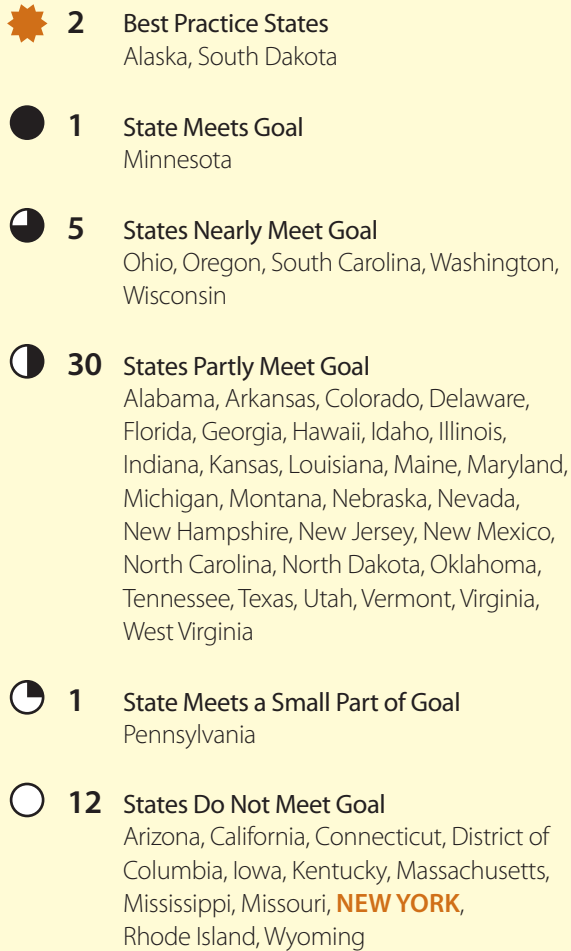 2 Best Practice States
Alaska, South Dakota
1 State Meets Goal
Minnesota
5 States Nearly Meet Goal
Ohio, Oregon, South Carolina, Washington,
Wisconsin
30 States Partly Meet Goal
Alabama, Arkansas, Colorado, Delaware,
Florida, Georgia, Hawaii, Idaho, Illinois,
Indiana, Kansas, Louisiana, Maine, Maryland,
Michigan, Montana, Nebraska, Nevada,
New Hampshire, New Jersey, New Mexico,
North Carolina, North Dakota, Oklahoma,
Tennessee, Texas, Utah, Vermont, Virginia,
West Virginia
1 State Meets a Small Part of Goal
Pennsylvania
12 States Do Not Meet Goal
Arizona, California, Connecticut, District of
Columbia, Iowa, Kentucky, Massachusetts,
Mississippi, Missouri, NEW YORK,
Rhode Island, Wyoming